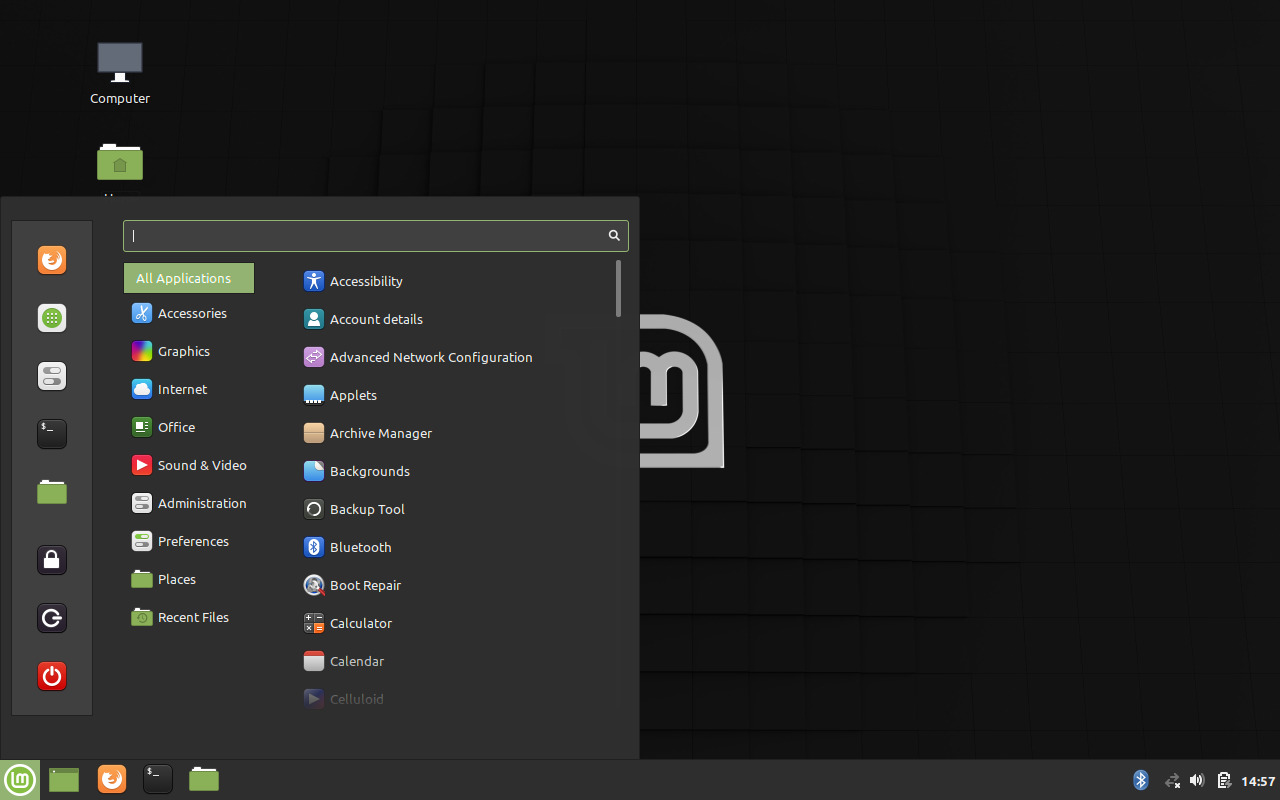 Computer
All Applications
Accessories
Graphics
Internet
Office
Sound & Video
Administration
Preferences
Places
Recent Files
Accessibility
Account details
Advanced Network Configuration
Applets
Archive Manager
Backgrounds
Backup Tool
Bluetooth
Boot Repair
Calculator
Calendar
Celluloid
14:57